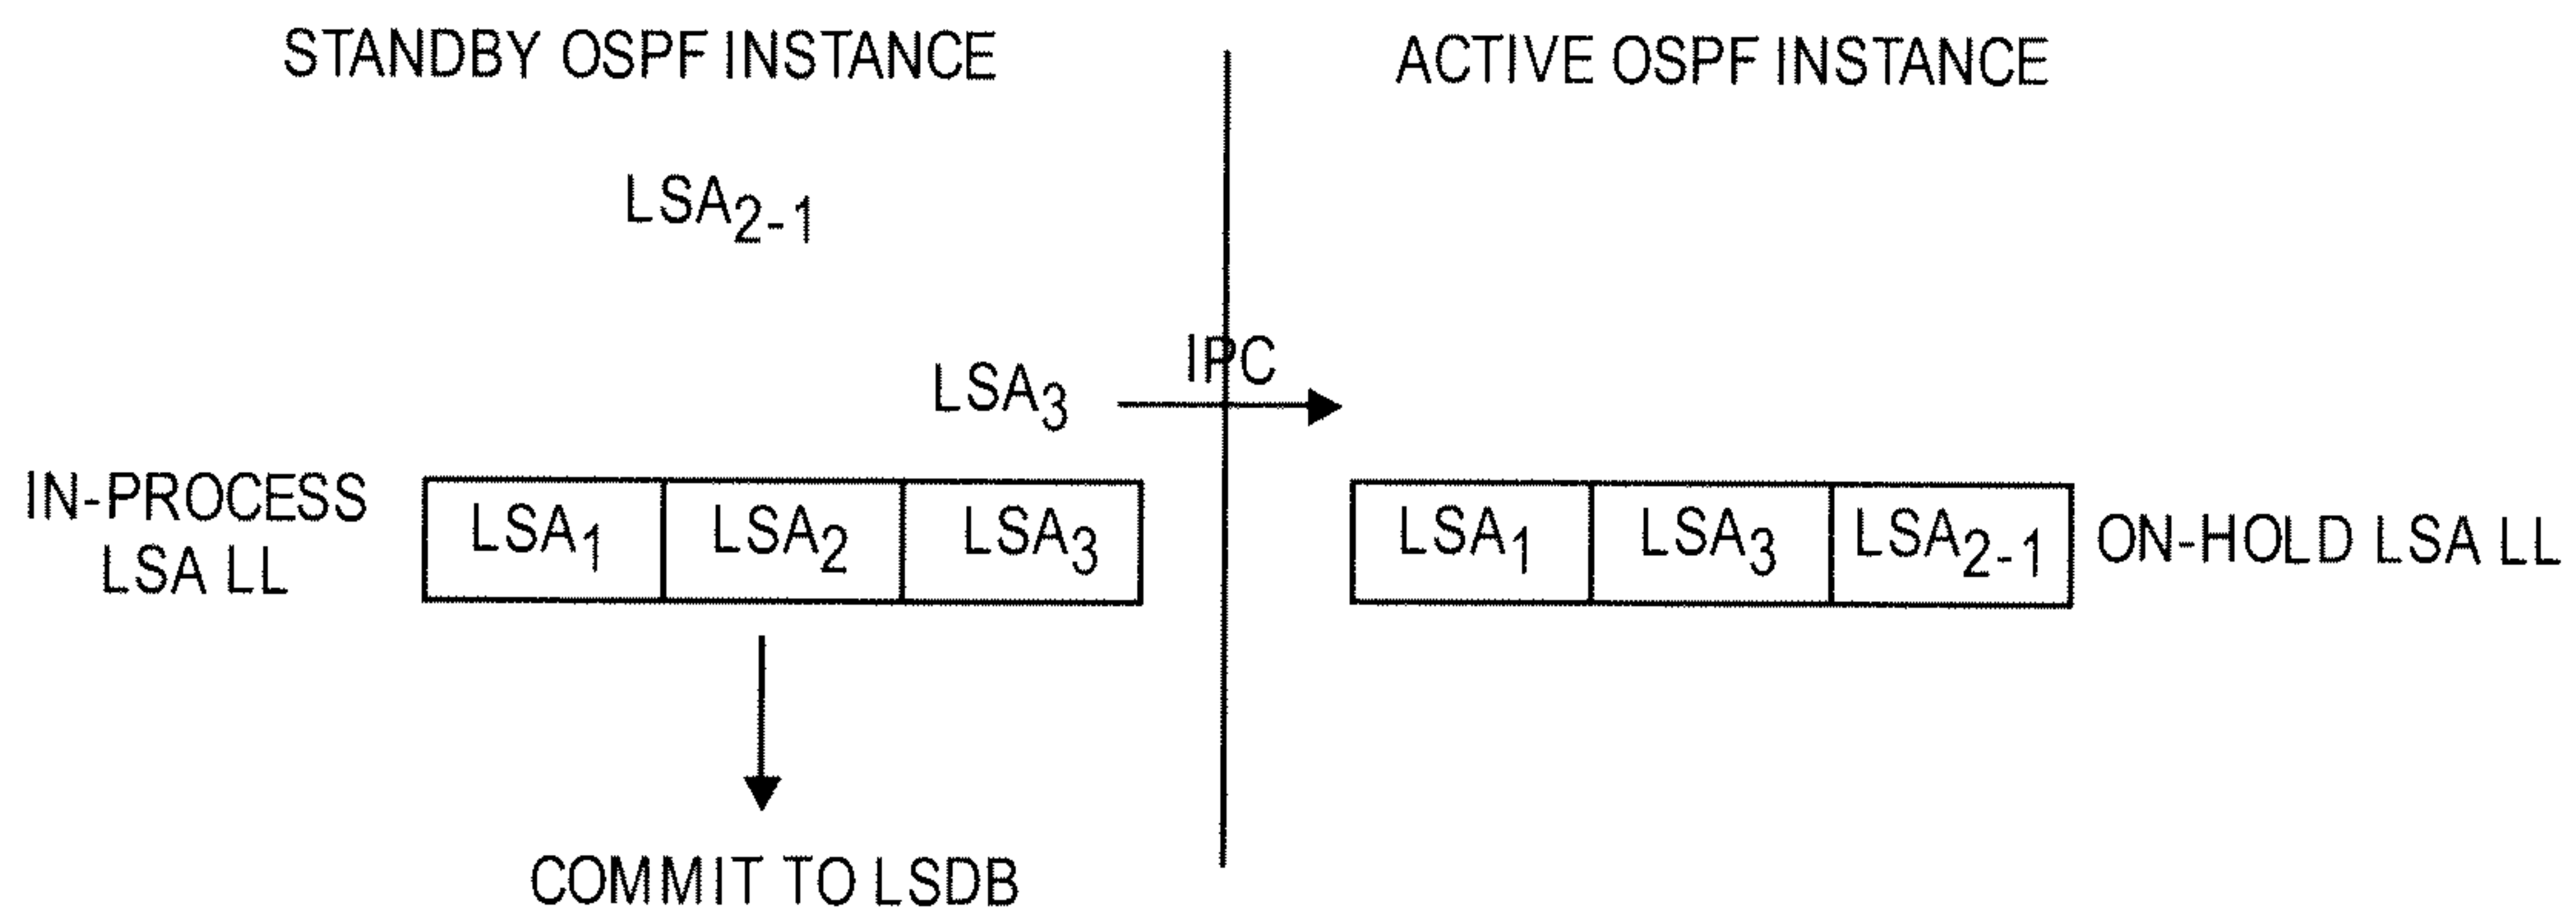 STANDBY OSPF INSTANCE
ACTIVE OSPF INSTANCE
LSA2-1
IPC
LSA3
IN-PROCESS
LSA LL
LSA1 LSA2 LSA3
LSA1 LSA3 LSA2-1
ON-HOLD LSA LL
COMMIT TO LSDB